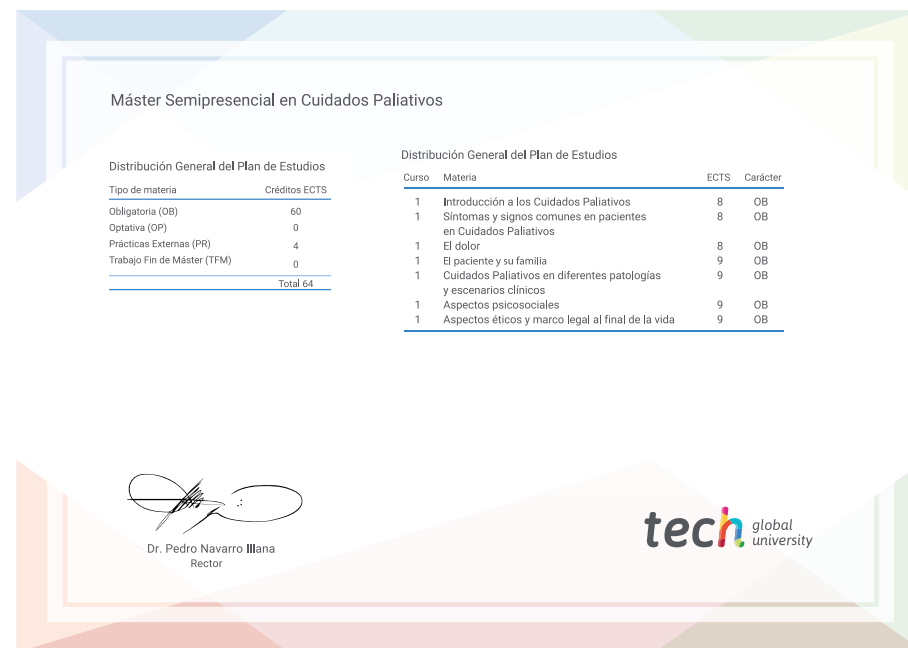 Máster Semipresencial en Cuidados Paliativos
Distribución General del Plan de Estudios
Tipo de materia Créditos ECTS
Obligatoria (OB) 60
Optativa (OP) 0
Prácticas Externas (PR) 4
Trabajo Fin de Máster (TFM) 0
Total 64
Distribución General del Plan de Estudios
Curso Materia ECTS Carácter
1 Introducción a los Cuidados Paliativos 8 OB
1 Síntomas y signos comunes en pacientes 8 OB
en Cuidados Paliativos
1 El dolor 8 OB
1 El paciente y su familia 9 OB
1 Cuidados Paliativos en diferentes patologías 9 OB
y escenarios clínicos
1 Aspectos psicosociales 9 OB
1 Aspectos éticos y marco legal al final de la vida 9 OB
Dr. Pedro Navarro Illana
Rector
tech global
university